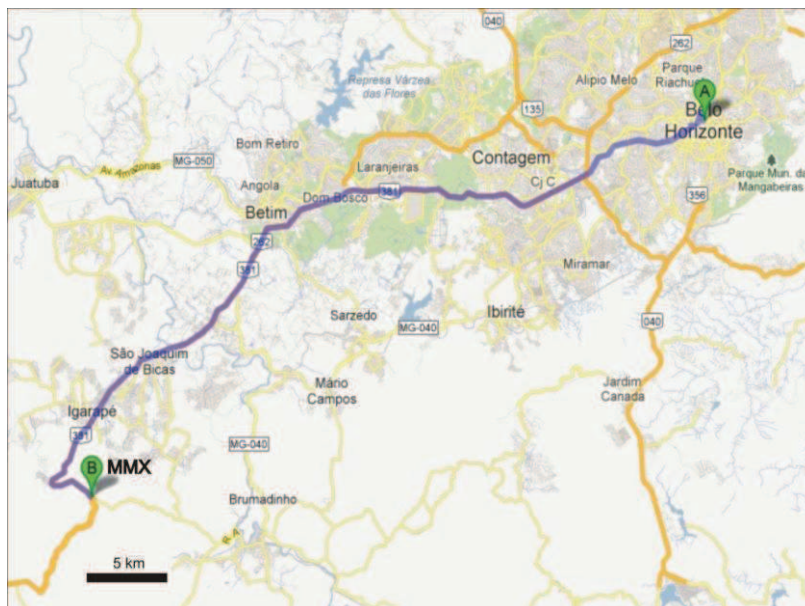 040
262
Parque
Riachue
Alipio Melo
A
Represa Várzea
das Flores
135
Belo
Horizonte
Bom Retiro
MG-050
Av. Amazonas
Laranjeiras
Contagem
Juatuba
Angola
Dom Bosco
381
Cj C
Parque Mun. da
Mangabeiras
356
Betim
262
381
Miramar
Sarzedo
Ibirité
MG-040
040
São Joaquim
de Bicas
Mário
Campos
Jardim
Canada
Igarapé
381
MG-040
B
MMX
Brumadinho
R. A
5 km